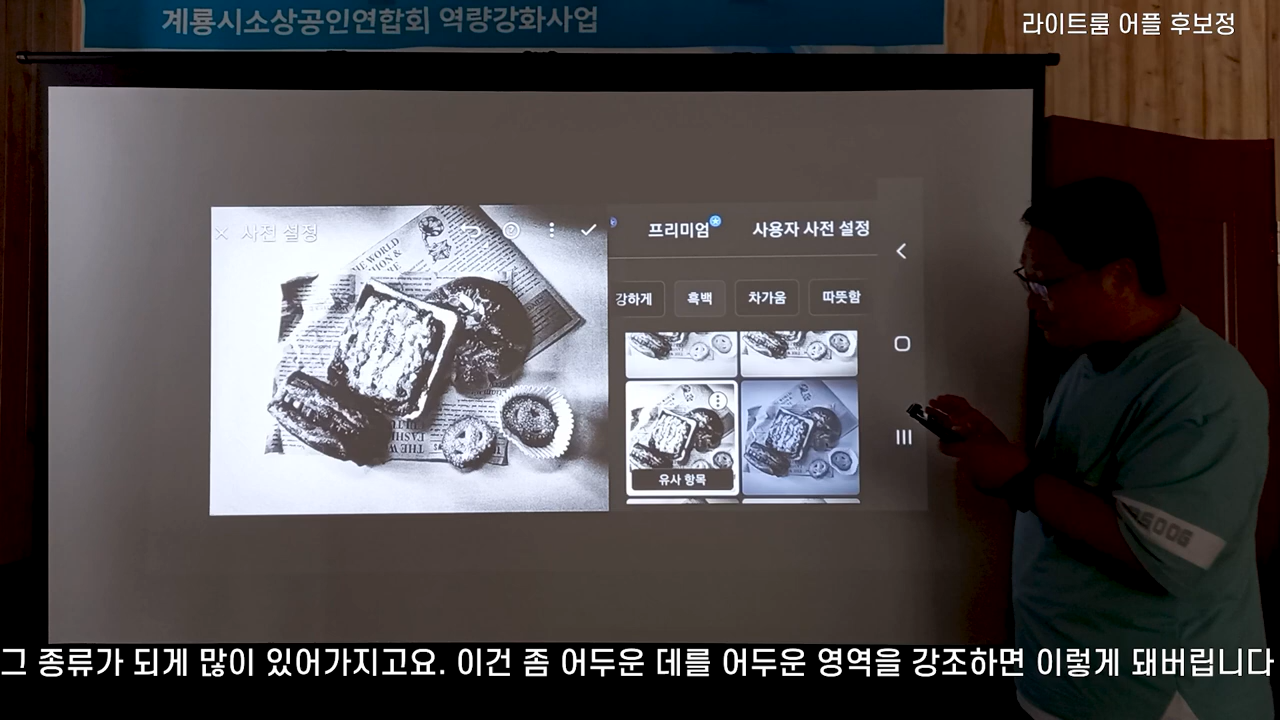 계룡시소상공인연합회 역량강화사업
라이트룸 어플 후보정
사전 설정
프리미엄
사용자 사전 설정
강하게
흑백
차가움
따뜻함
THE WORLD
유사 항목
그 종류가 되게 많이 있어가지고요. 이건 좀 어두운 데를 어두운 영역을 강조하면 이렇게 돼버립니다